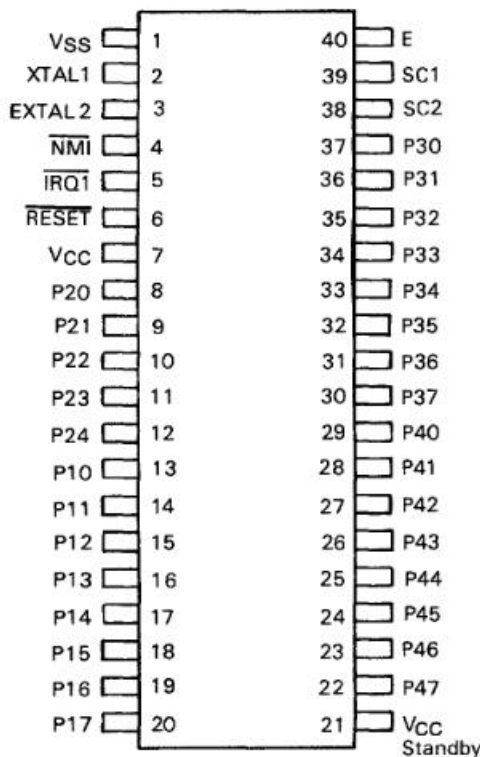 VSS 1 40 E
XTAL1 2 39 SC1
EXTAL2 3 38 SC2
NMI 4 37 P30
IRQ1 5 36 P31
RESET 6 35 P32
VCC 7 34 P33
P20 8 33 P34
P21 9 32 P35
P22 10 31 P36
P23 11 30 P37
P24 12 29 P40
P10 13 28 P41
P11 14 27 P42
P12 15 26 P43
P13 16 25 P44
P14 17 24 P45
P15 18 23 P46
P16 19 22 P47
P17 20 21 VCC
Standby